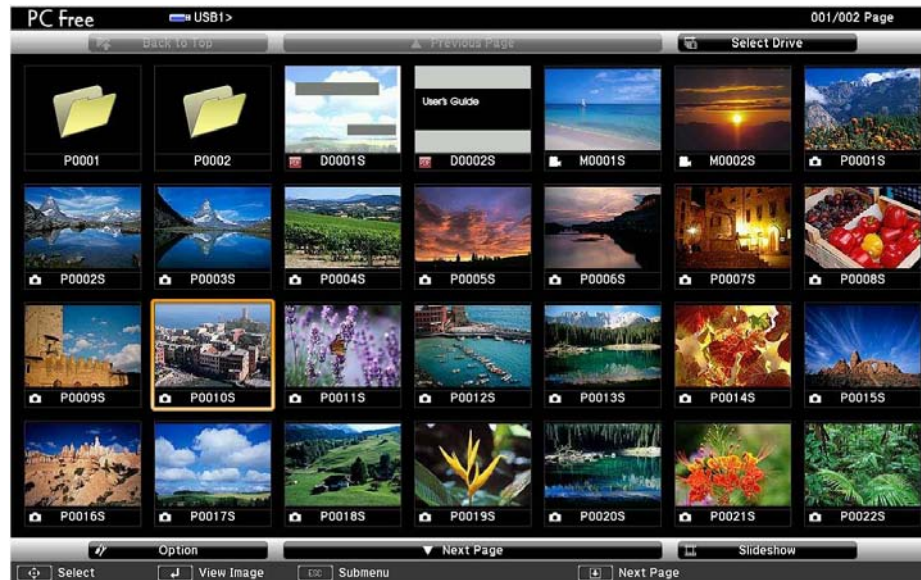 PC Free USB1> 001/002 Page
Back to Top ▲ Previous Page Select Drive
P0001 P0002 D0001S User's Guide D0002S M0001S M0002S P0001S
P0002S P0003S P0004S P0005S P0006S P0007S P0008S
P0009S P0010S P0011S P0012S P0013S P0014S P0015S
P0016S P0017S P0018S P0019S P0020S P0021S P0022S
Option ▼ Next Page Slideshow
Select View Image ESC Submenu Next Page